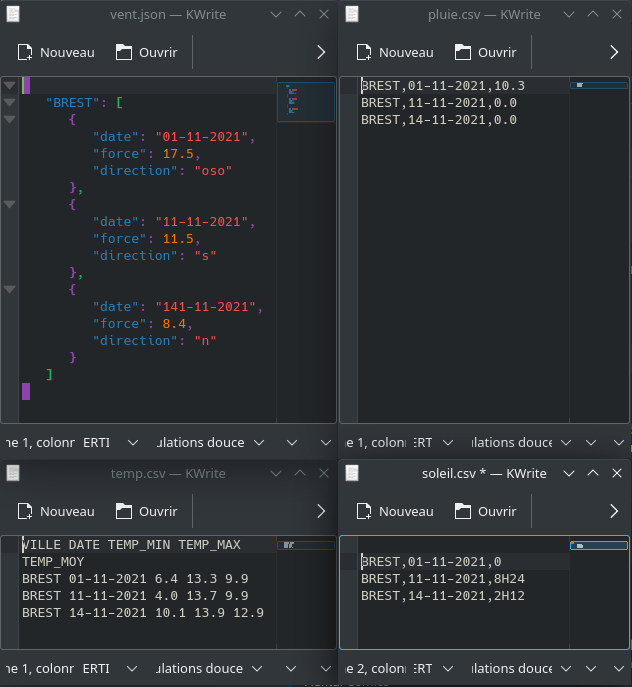 vent.json — KWrite
Nouveau
Ouvrir
"BREST": [
{
"date": "01-11-2021",
"force": 17.5,
"direction": "oso"
},
{
"date": "11-11-2021",
"force": 11.5,
"direction": "s"
},
{
"date": "141-11-2021",
"force": 8.4,
"direction": "n"
}
]
ne 1, colonr
ERTI
ulations douce
pluie.csv — KWrite
Nouveau
Ouvrir
BREST,01-11-2021,10.3
BREST,11-11-2021,0.0
BREST,14-11-2021,0.0
ne 1, colonr
ERT
ulations douce
temp.csv — KWrite
Nouveau
Ouvrir
VILLE DATE TEMP_MIN TEMP_MAX
TEMP_MOY
BREST 01-11-2021 6.4 13.3 9.9
BREST 11-11-2021 4.0 13.7 9.9
BREST 14-11-2021 10.1 13.9 12.9
ne 1, colonr
ERTI
ulations douce
soleil.csv * — KWrite
Nouveau
Ouvrir
BREST,01-11-2021,0
BREST,11-11-2021,8H24
BREST,14-11-2021,2H12
ne 2, colonr
ERT
ulations douce